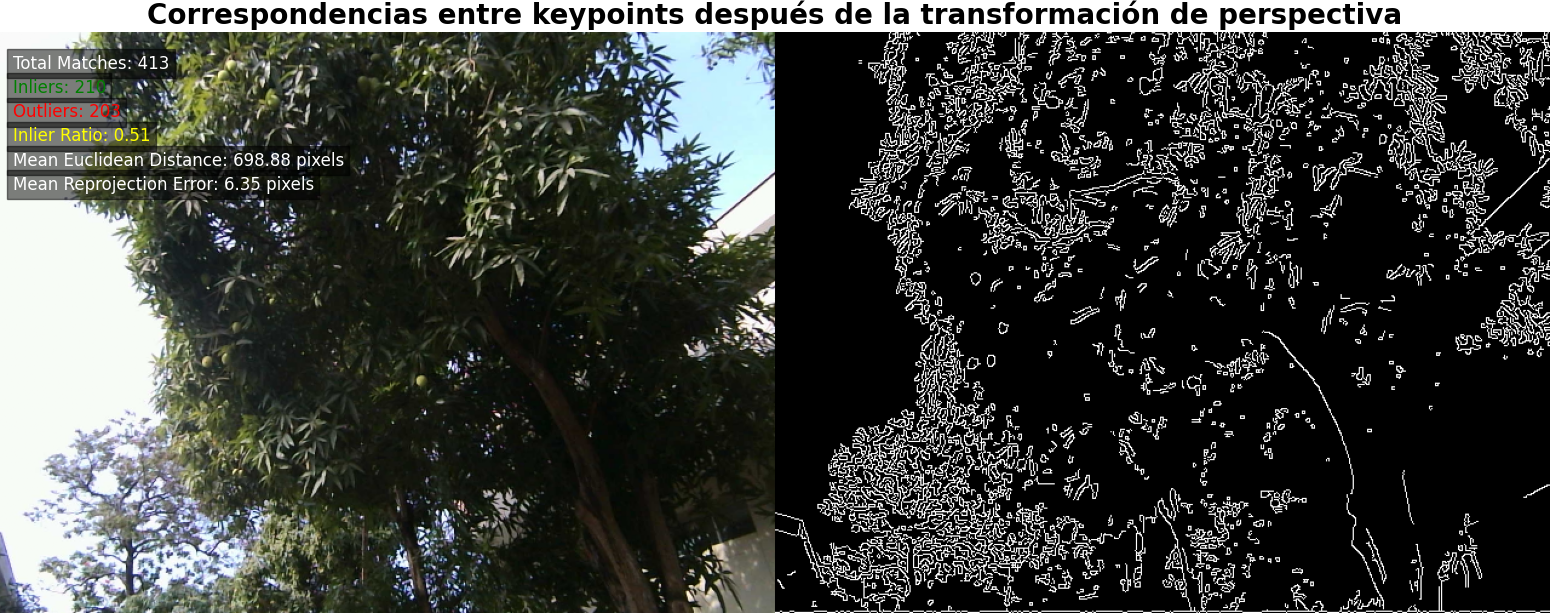 Correspondencias entre keypoints después de la transformación de perspectiva
Total Matches: 413
Inliers: 210
Outliers: 203
Inlier Ratio: 0.51
Mean Euclidean Distance: 698.88 pixels
Mean Reprojection Error: 6.35 pixels